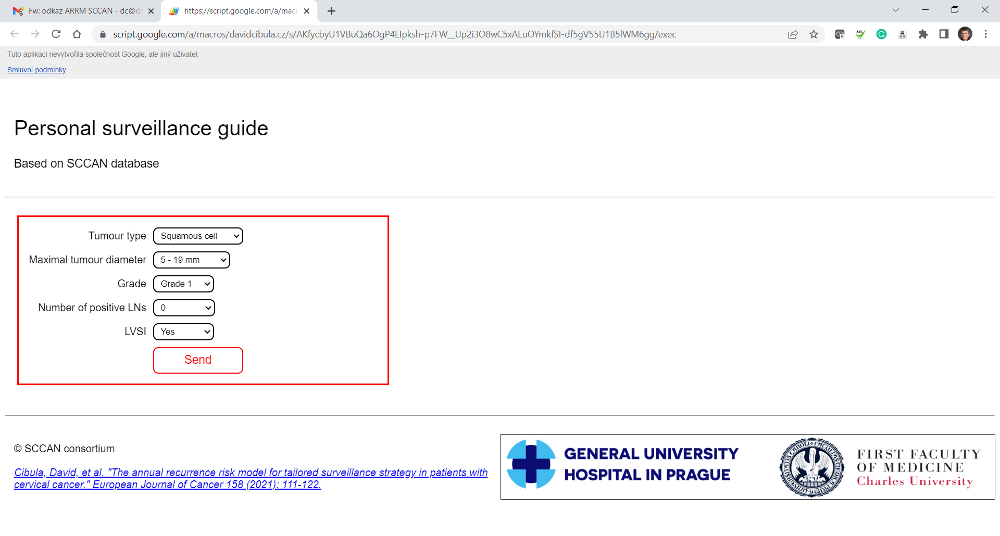 Fw: odkaz ARRM SCCAN - dc@da
https://script.google.com/a/mac
script.google.com/a/macros/davidcibula.cz/s/AKfycbyU1VBuQa6OgP4EIpksh-p7FW__Up2i3O8wC5xAEuOYmkfSI-df5gV55tJ1B5lWM6gg/exec
Tuto aplikaci nevytvořila společnost Google, ale jiný uživatel.
Smluvní podmínky
Personal surveillance guide
Based on SCCAN database
Tumour type Squamous cell
Maximal tumour diameter 5 - 19 mm
Grade Grade 1
Number of positive LNs 0
LVSI Yes
Send
© SCCAN consortium
Cibula, David, et al. "The annual recurrence risk model for tailored surveillance strategy in patients with
cervical cancer." European Journal of Cancer 158 (2021): 111-122.
GENERAL UNIVERSITY
HOSPITAL IN PRAGUE
FIRST FACULTY
OF MEDICINE
Charles University